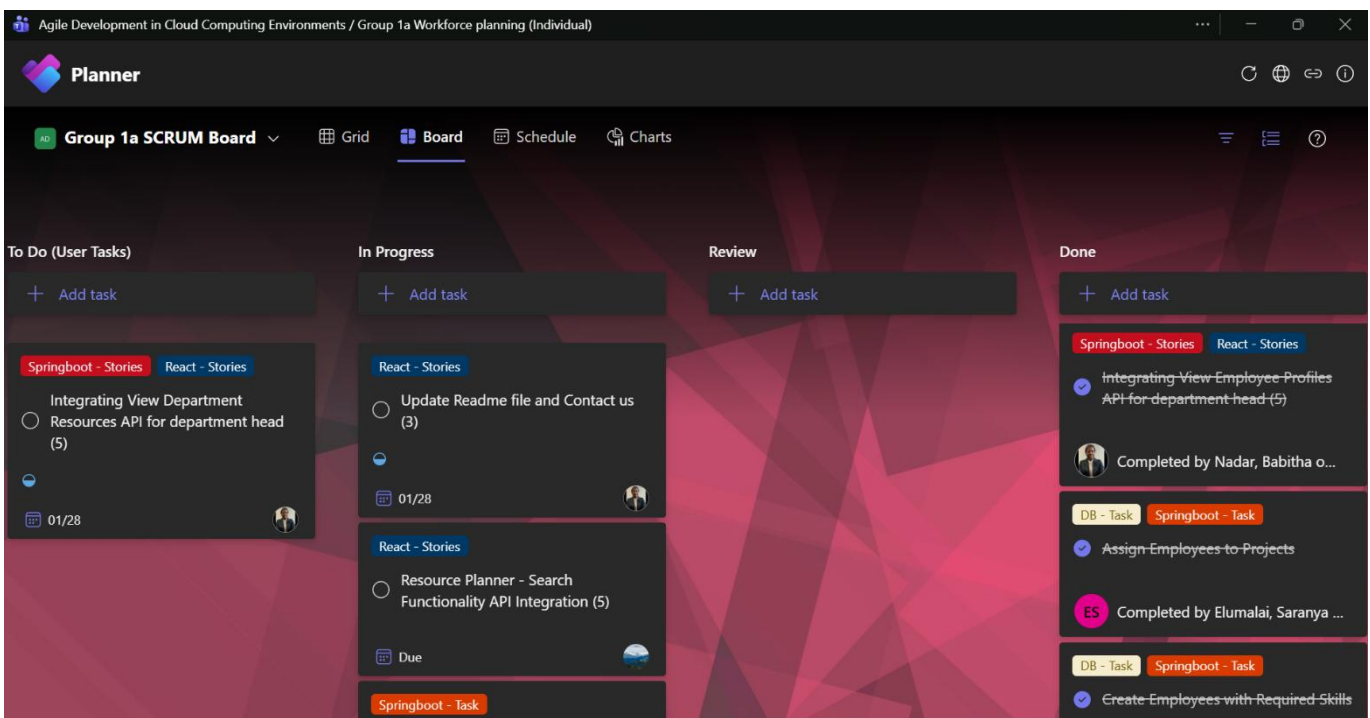 Agile Development in Cloud Computing Environments / Group 1a Workforce planning (Individual)
Planner
AD
Group 1a SCRUM Board
Grid
Board
Schedule
Charts
To Do (User Tasks)
Add task
Springboot - Stories
React - Stories
Integrating View Department
Resources API for department head
(5)
01/28
In Progress
Add task
React - Stories
Update Readme file and Contact us
(3)
01/28
React - Stories
Resource Planner - Search
Functionality API Integration (5)
Due
Springboot - Task
Review
Add task
Done
Add task
Springboot - Stories
React - Stories
Integrating View Employee Profiles
API for department head (5)
Completed by Nadar, Babitha o...
DB - Task
Springboot - Task
Assign Employees to Projects
ES
Completed by Elumalai, Saranya ...
DB - Task
Springboot - Task
Create Employees with Required Skills